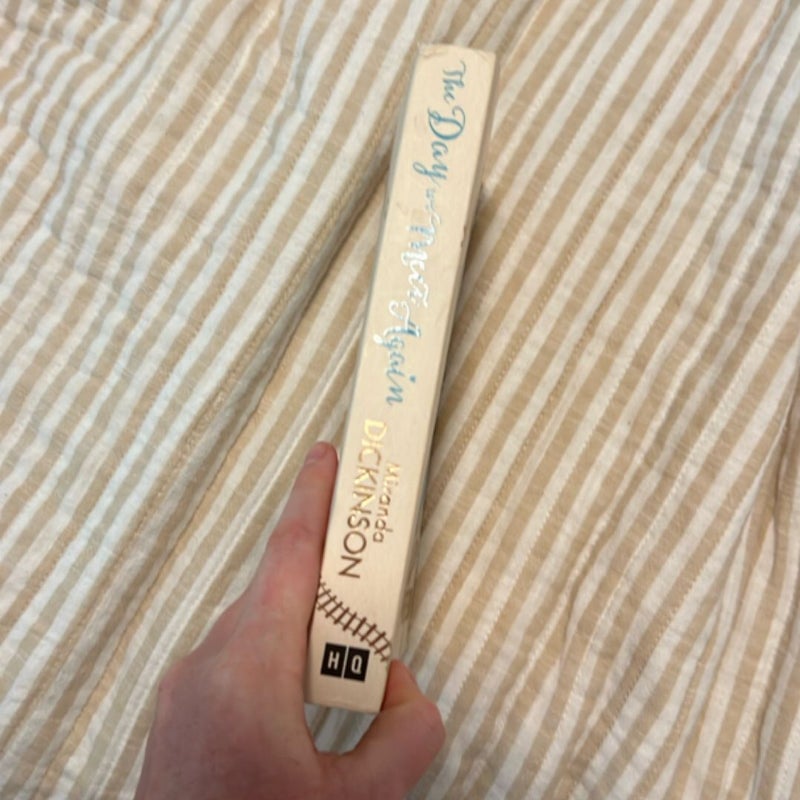 The Day We Meet Again
Miranda
DICKINSON
HQ